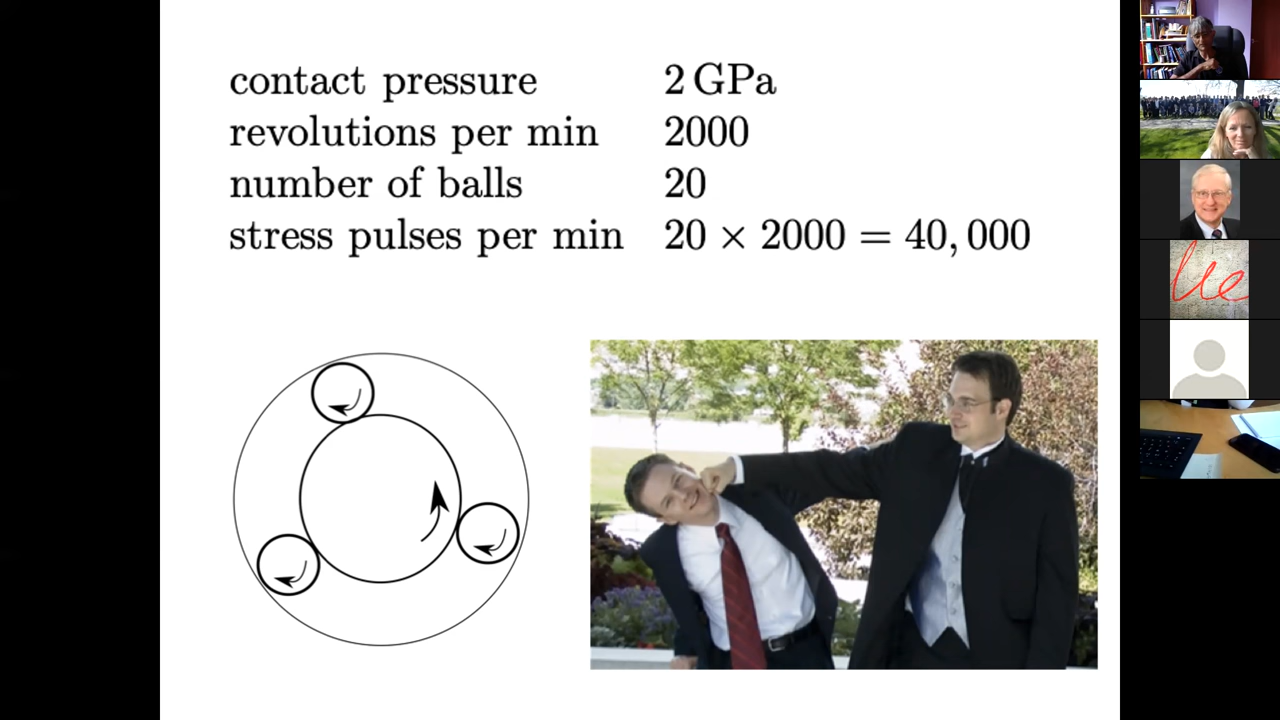 contact pressure 2 GPa
revolutions per min 2000
number of balls 20
stress pulses per min 20 × 2000 = 40,000